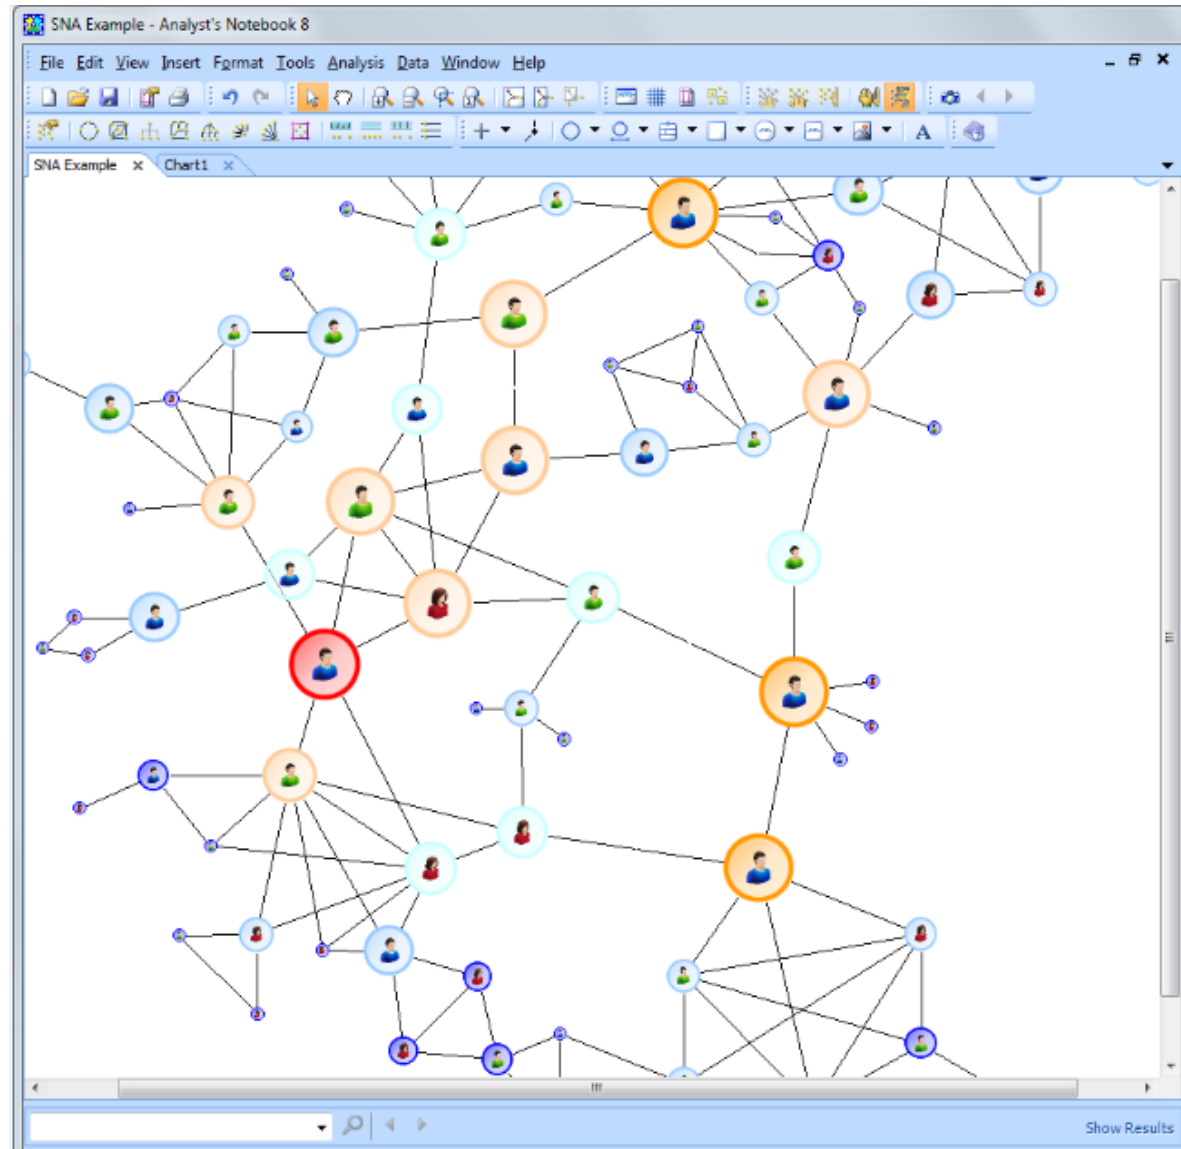 SNA Example - Analyst's Notebook 8
File Edit View Insert Format Tools Analysis Data Window Help
A
SNA Example x Chart1 x
Show Results